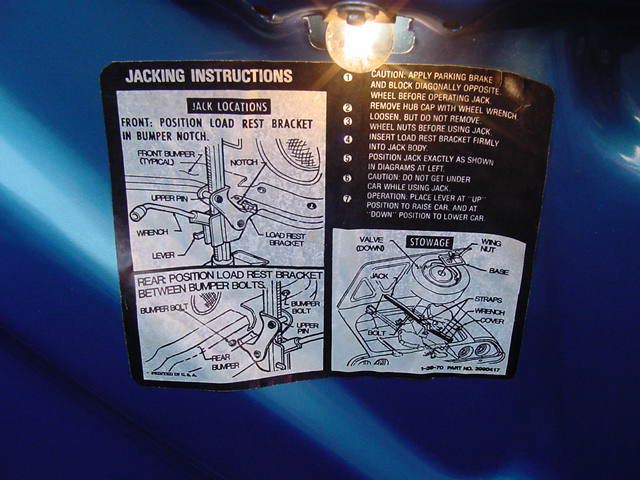 JACKING INSTRUCTIONS
JACK LOCATIONS
FRONT: POSITION LOAD REST BRACKET
IN BUMPER NOTCH.
FRONT BUMPER
(TYPICAL)
NOTCH
UPPER PIN
WRENCH
LEVER
LOAD REST
BRACKET
REAR: POSITION LOAD REST BRACKET
BETWEEN BUMPER BOLTS.
BUMPER BOLT
BUMPER
BOLT
UPPER
PIN
REAR
BUMPER
PRINTED IN U.S.A.
1 CAUTION: APPLY PARKING BRAKE
AND BLOCK DIAGONALLY OPPOSITE
WHEEL BEFORE OPERATING JACK.
2 REMOVE HUB CAP WITH WHEEL WRENCH.
3 LOOSEN, BUT DO NOT REMOVE
WHEEL NUTS BEFORE USING JACK.
4 INSERT LOAD REST BRACKET FIRMLY
INTO JACK BODY.
5 POSITION JACK EXACTLY AS SHOWN
IN DIAGRAMS AT LEFT.
6 CAUTION: DO NOT GET UNDER
CAR WHILE USING JACK.
7 OPERATION: PLACE LEVER AT "UP"
POSITION TO RAISE CAR, AND AT
"DOWN" POSITION TO LOWER CAR.
STOWAGE
VALVE
(DOWN)
WING
NUT
BASE
JACK
STRAPS
WRENCH
COVER
BOLT
PART NO. 3990417